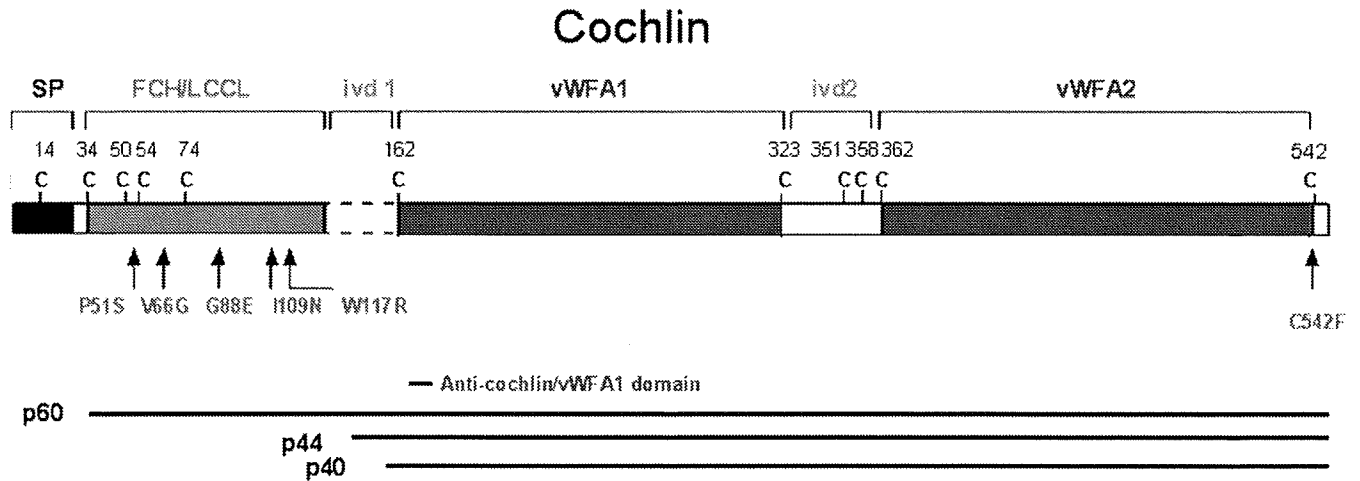 Cochlin
SP FCH/LCCL ivd 1 vWFA1 ivd2 vWFA2
14 34 50 54 74 162 323 351 358 362 542
C C C C C C C C C C C
P51S V66G G88E I109N W117R C542F
Anti-cochlin/vWFA1 domain
p60
p44
p40